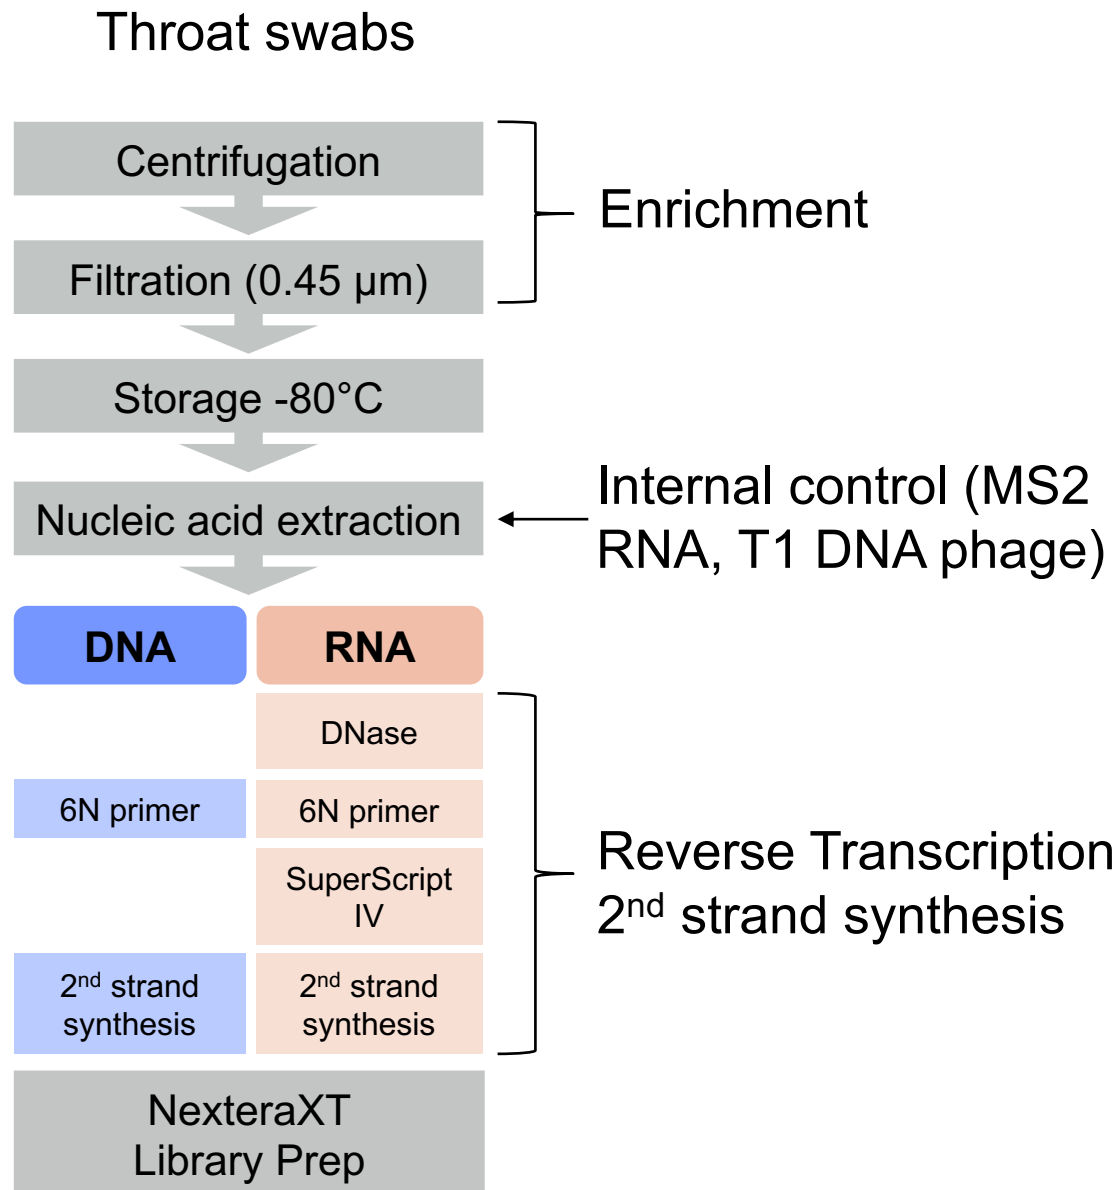 Throat swabs
Centrifugation
Enrichment
Filtration (0.45 µm)
Storage -80°C
Internal control (MS2
RNA, T1 DNA phage)
Nucleic acid extraction
DNA
RNA
DNase
6N primer
6N primer
SuperScript
IV
Reverse Transcription
2nd strand synthesis
2nd strand
synthesis
2nd strand
synthesis
NexteraXT
Library Prep